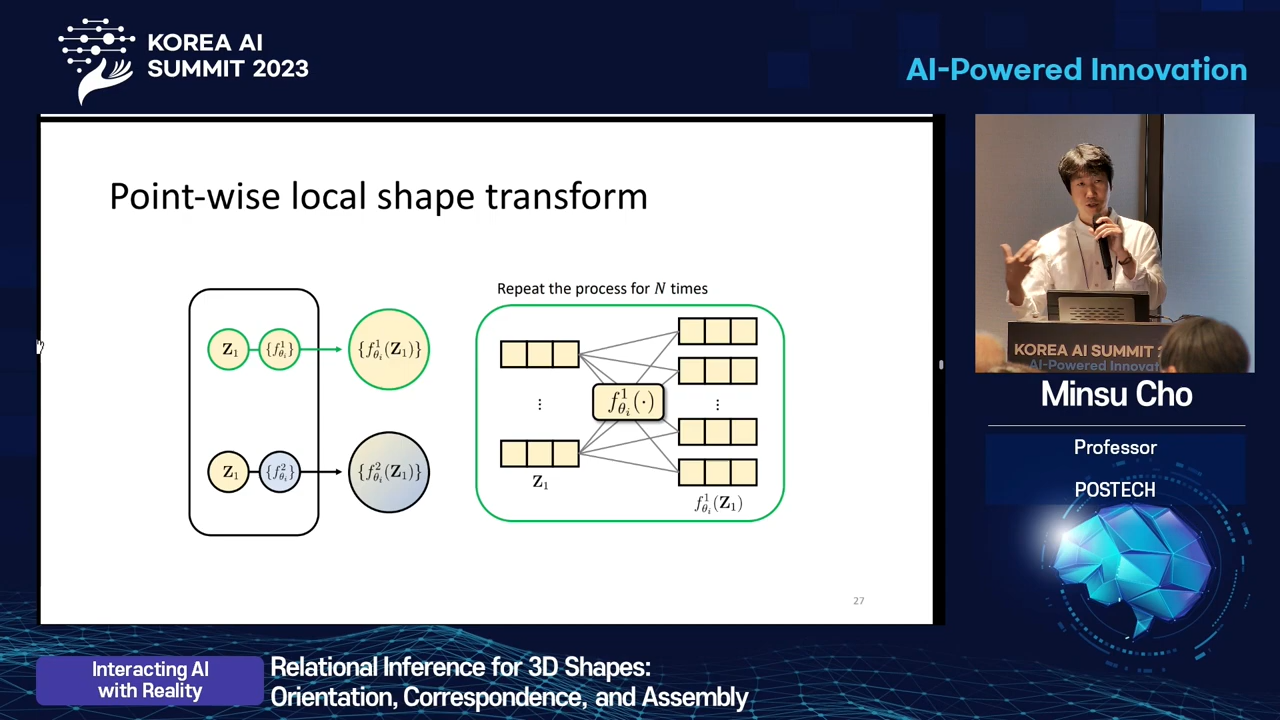 KOREA AI
SUMMIT 2023
AI-Powered Innovation
Point-wise local shape transform
Repeat the process for N times
Z₁ {f¹θᵢ} {f¹θᵢ(Z₁)}
Z₁ {f²θᵢ} {f²θᵢ(Z₁)}
f¹θᵢ(·)
⋮ ⋮
Z₁
f¹θᵢ(Z₁)
27
KOREA AI SUMMIT 2
AI-Powered Innovat
Minsu Cho
Professor
POSTECH
Interacting AI
with Reality
Relational Inference for 3D Shapes:
Orientation, Correspondence, and Assembly